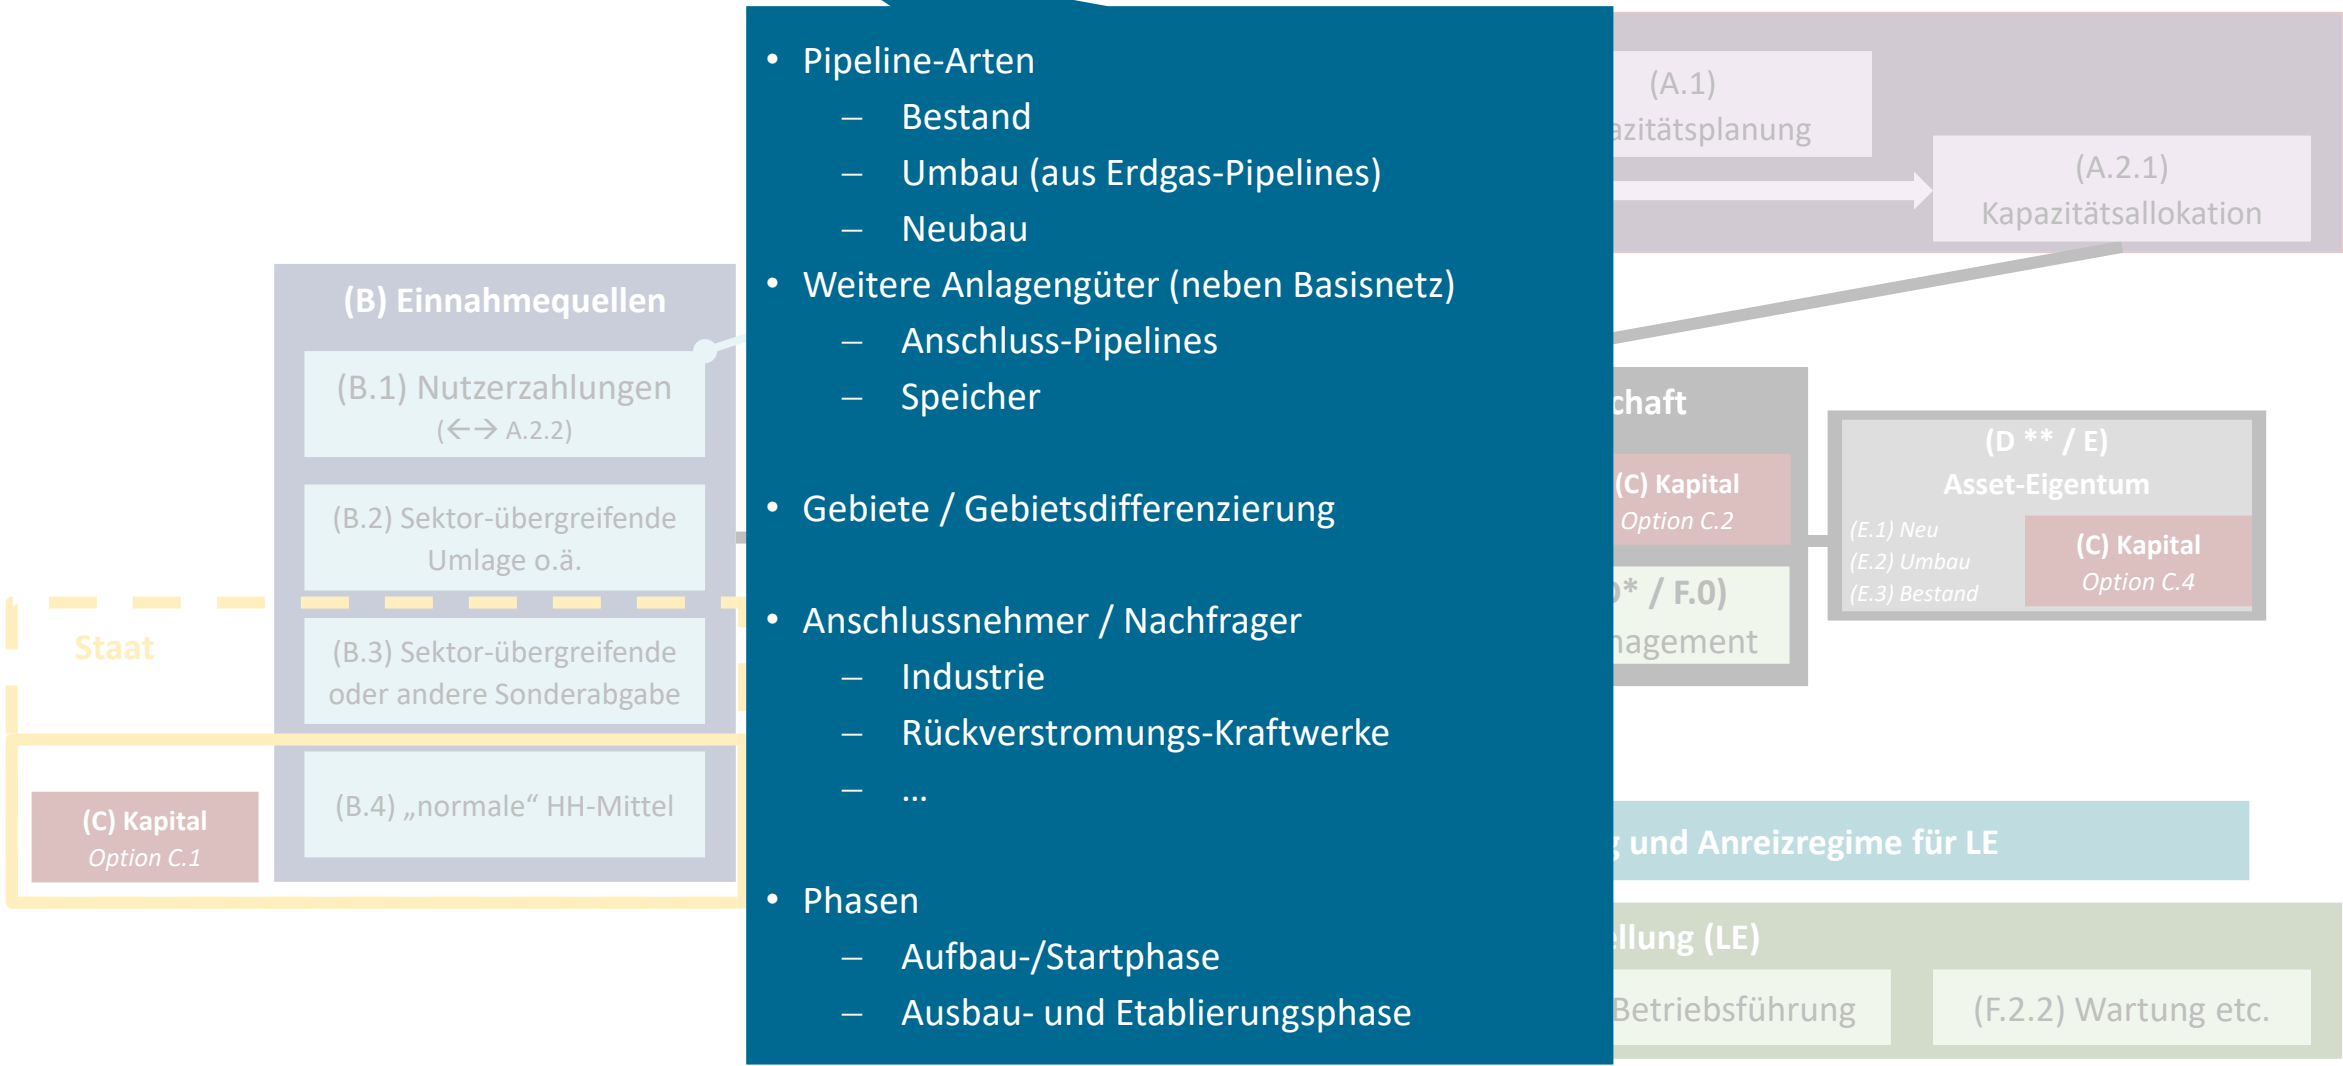 • Pipeline-Arten
– Bestand
– Umbau (aus Erdgas-Pipelines)
– Neubau
• Weitere Anlagengüter (neben Basisnetz)
– Anschluss-Pipelines
– Speicher
• Gebiete / Gebietsdifferenzierung
• Anschlussnehmer / Nachfrager
– Industrie
– Rückverstromungs-Kraftwerke
– ...
• Phasen
– Aufbau-/Startphase
– Ausbau- und Etablierungsphase
(B) Einnahmequellen
(B.1) Nutzerzahlungen
(←→ A.2.2)
(B.2) Sektor-übergreifende
Umlage o.ä.
Staat
(B.3) Sektor-übergreifende
oder andere Sonderabgabe
(B.4) „normale“ HH-Mittel
(C) Kapital
Option C.1
(A.1)
azitätsplanung
(A.2.1)
Kapazitätsallokation
chaft
(C) Kapital
Option C.2
* / F.0)
nagement
(D ** / E)
Asset-Eigentum
(E.1) Neu
(E.2) Umbau
(E.3) Bestand
(C) Kapital
Option C.4
und Anreizregime für LE
ellung (LE)
Betriebsführung
(F.2.2) Wartung etc.